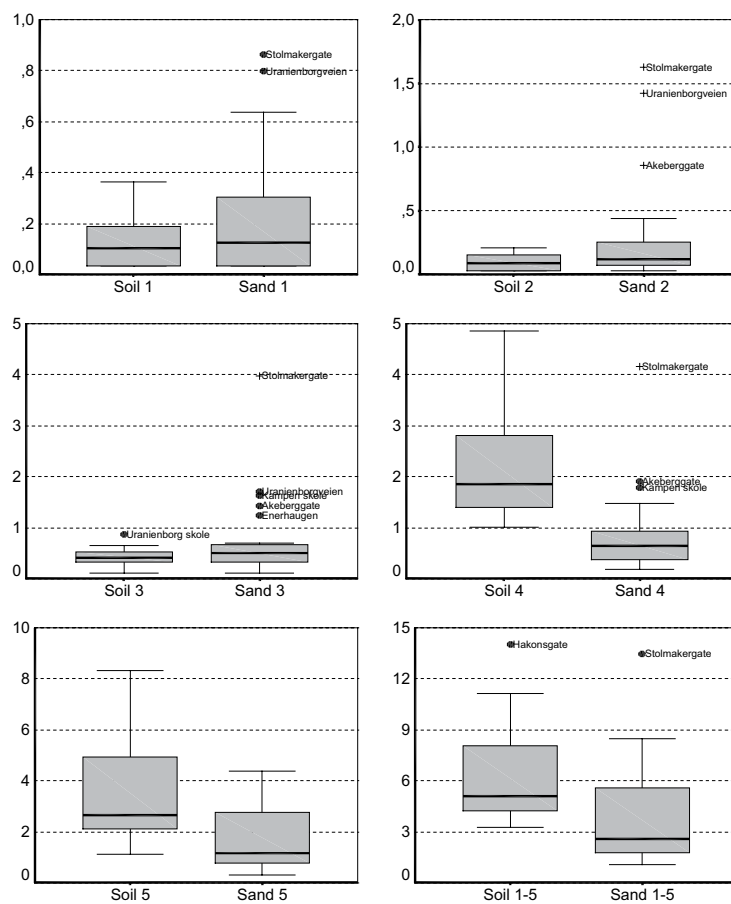 1,0
,8
,6
,4
,2
0,0
Stolmakergate
Uranienborgveien
Soil 1 Sand 1
2,0
1,5
1,0
,5
0,0
Stolmakergate
Uranienborgveien
Akeberggate
Soil 2 Sand 2
5
4
3
2
1
0
Stolmakergate
Uranienborgveien
Kampen skole
Akeberggate
Enerhaugen
Uranienborg skole
Soil 3 Sand 3
5
4
3
2
1
0
Stolmakergate
Akeberggate
Kampen skole
Soil 4 Sand 4
10
8
6
4
2
0
Soil 5 Sand 5
15
12
9
6
3
0
Hakonsgate
Stolmakergate
Soil 1-5 Sand 1-5